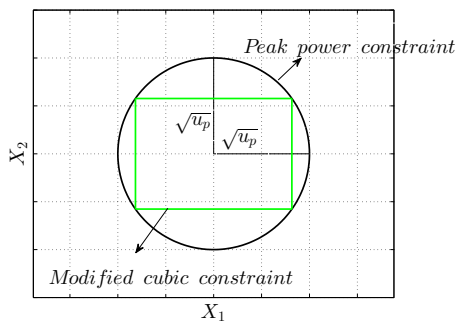 Peak power constraint
√u_p
√u_p
X_2
Modified cubic constraint
X_1